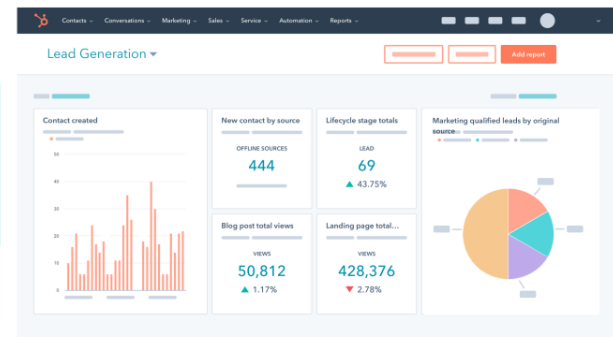 Contacts Conversations Marketing Sales Service Automation Reports
Lead Generation
Add report
Contact created
50
40
30
20
10
0
New contact by source
OFFLINE SOURCES
444
Lifecycle stage totals
LEAD
69
43.75%
Blog post total views
VIEWS
50,812
1.17%
Landing page total...
VIEWS
428,376
2.78%
Marketing qualified leads by original
source